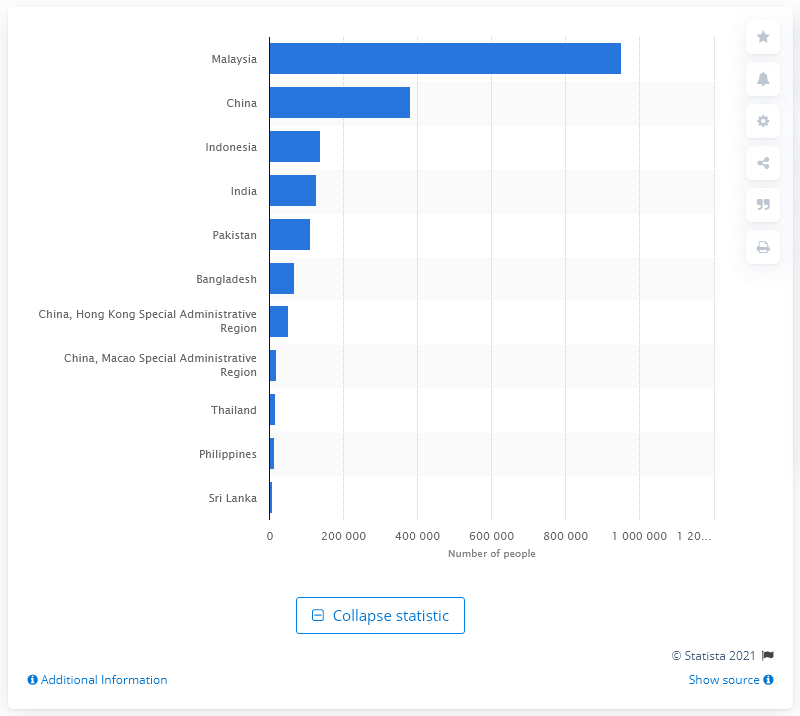 Malaysia
China
Indonesia
India
Pakistan
Bangladesh
China, Hong Kong Special Administrative
Region
China, Macao Special Administrative
Region
Thailand
Philippines
Sri Lanka
0 200 000 400 000 600 000 800 000 1 000 000 1 20...
Number of people
Collapse statistic
© Statista 2021
Additional Information
Show source